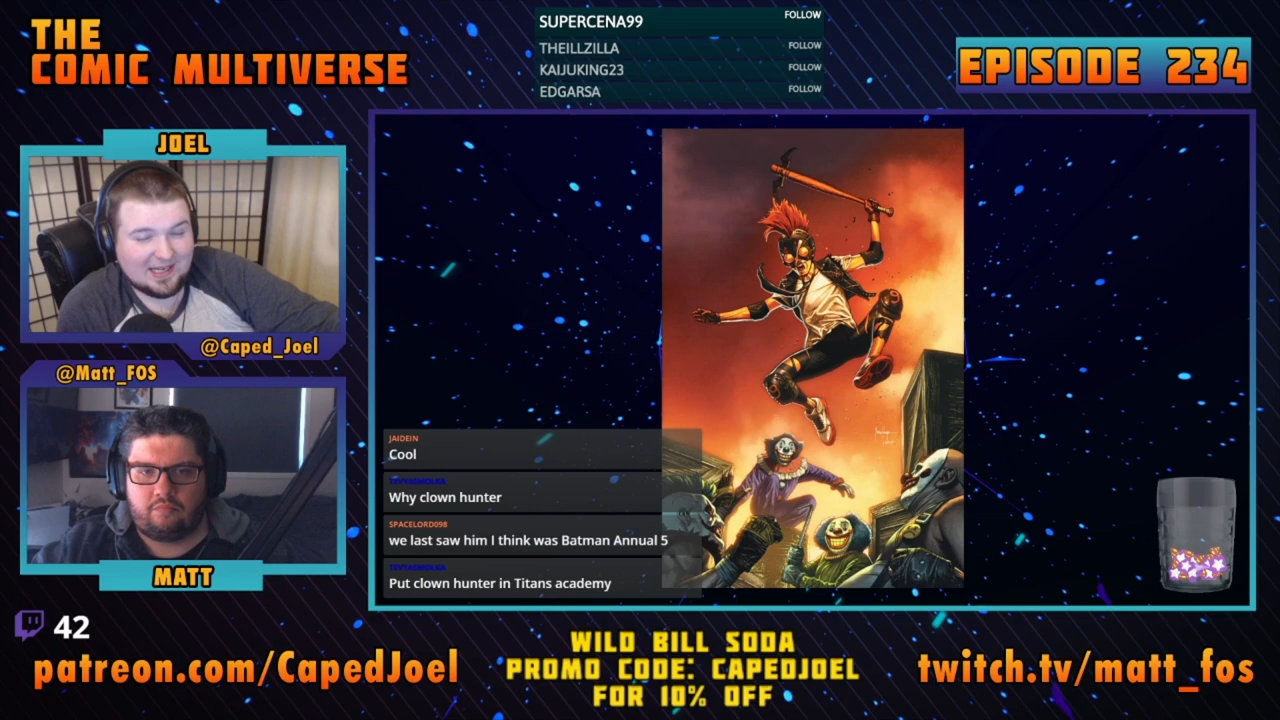 THE
COMIC MULTIVERSE
SUPERCENA99 FOLLOW
THEILLZILLA FOLLOW
KAIJUKING23 FOLLOW
EDGARSA FOLLOW
EPISODE 234
JOEL
@Caped_Joel
@Matt_FOS
MATT
JAIDEIN
Cool
Why clown hunter
SPACELORD098
we last saw him I think was Batman Annual 5
Put clown hunter in Titans academy
42
patreon.com/CapedJoel
WILD BILL SODA
PROMO CODE: CAPEDJOEL
FOR 10% OFF
twitch.tv/matt_fos